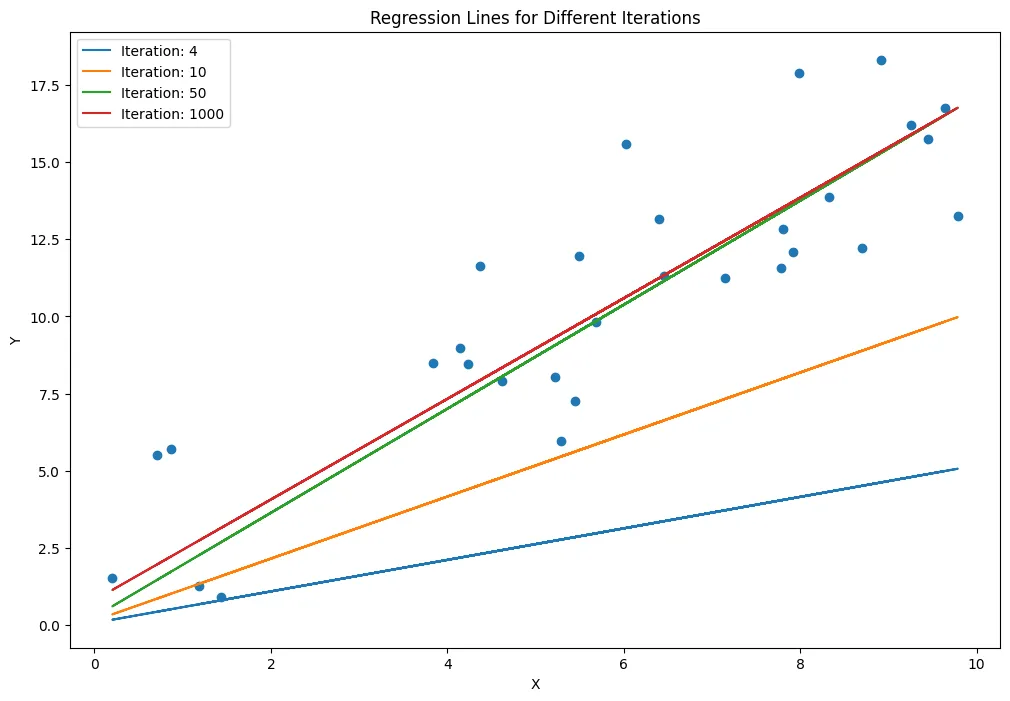 Regression Lines for Different Iterations
Iteration: 4
Iteration: 10
Iteration: 50
Iteration: 1000
17.5
15.0
12.5
10.0
7.5
5.0
2.5
0.0
Y
0 2 4 6 8 10
X